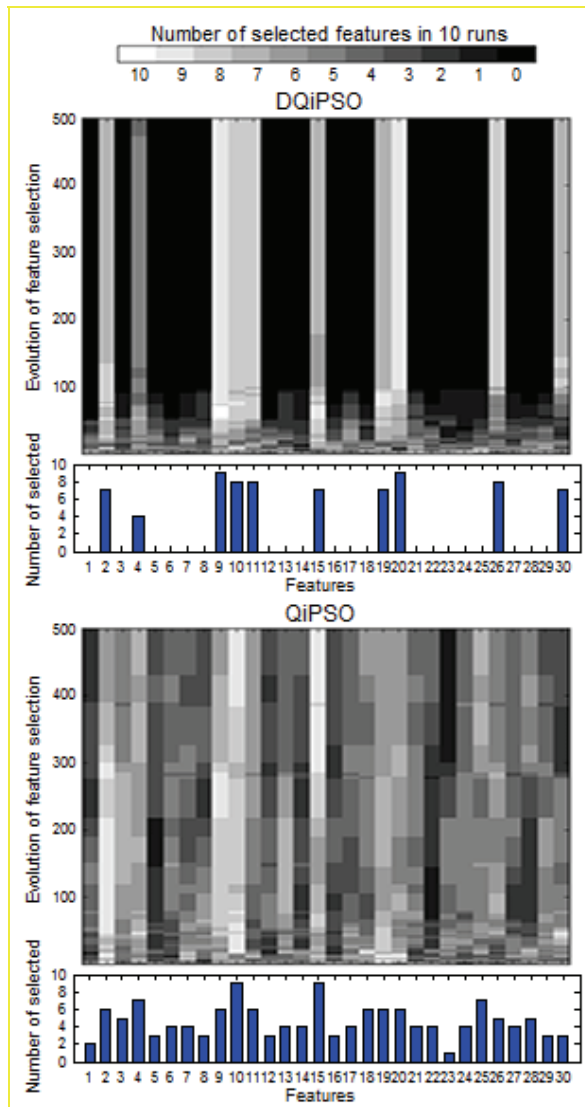 Number of selected features in 10 runs
10 9 8 7 6 5 4 3 2 1 0
DQiPSO
Evolution of feature selection
500
400
300
200
100
Number of selected
10
8
6
4
2
0
1 2 3 4 5 6 7 8 9 10 11 12 13 14 15 16 17 18 19 20 21 22 23 24 25 26 27 28 29 30
Features
QiPSO
Evolution of feature selection
500
400
300
200
100
Number of selected
10
8
6
4
2
0
1 2 3 4 5 6 7 8 9 10 11 12 13 14 15 16 17 18 19 20 21 22 23 24 25 26 27 28 29 30
Features